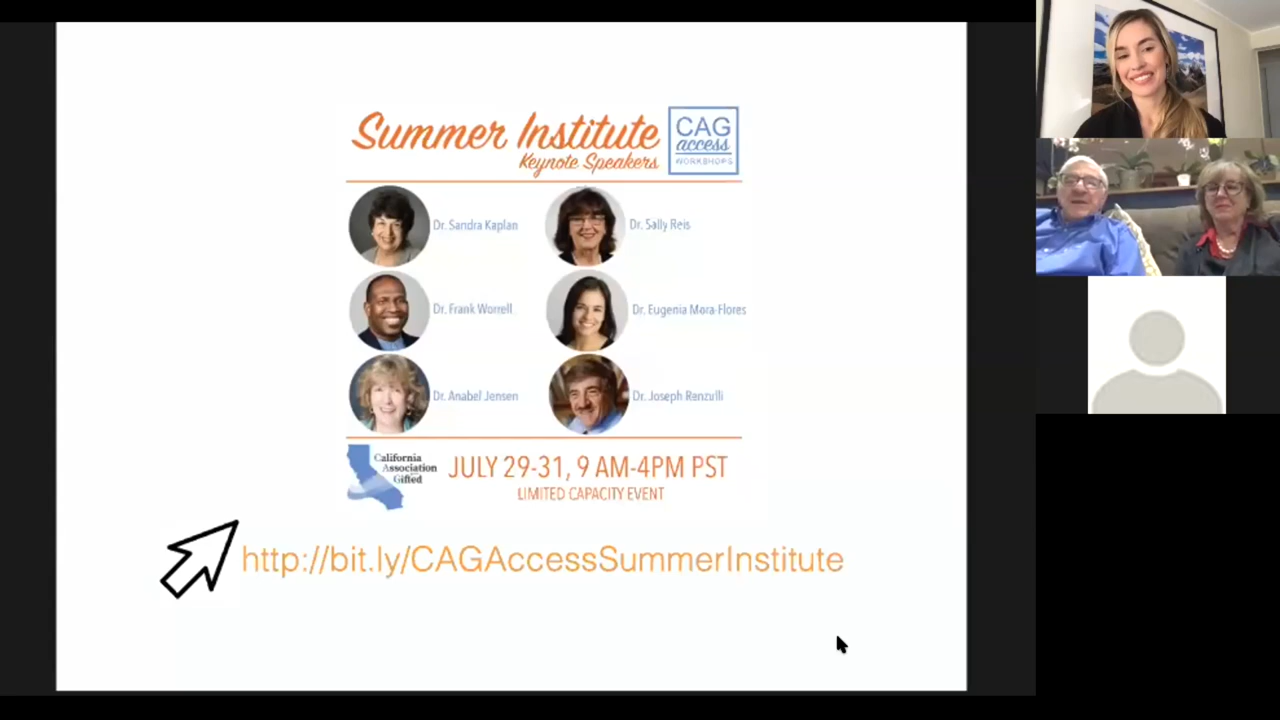 Summer Institute
Keynote Speakers
CAG
access
WORKSHOPS
Dr. Sandra Kaplan
Dr. Sally Reis
Dr. Frank Worrell
Dr. Eugenia Mora-Flores
Dr. Anabel Jensen
Dr. Joseph Renzulli
California
Association
for the
Gifted
JULY 29-31, 9 AM-4PM PST
LIMITED CAPACITY EVENT
http://bit.ly/CAGAccessSummerInstitute